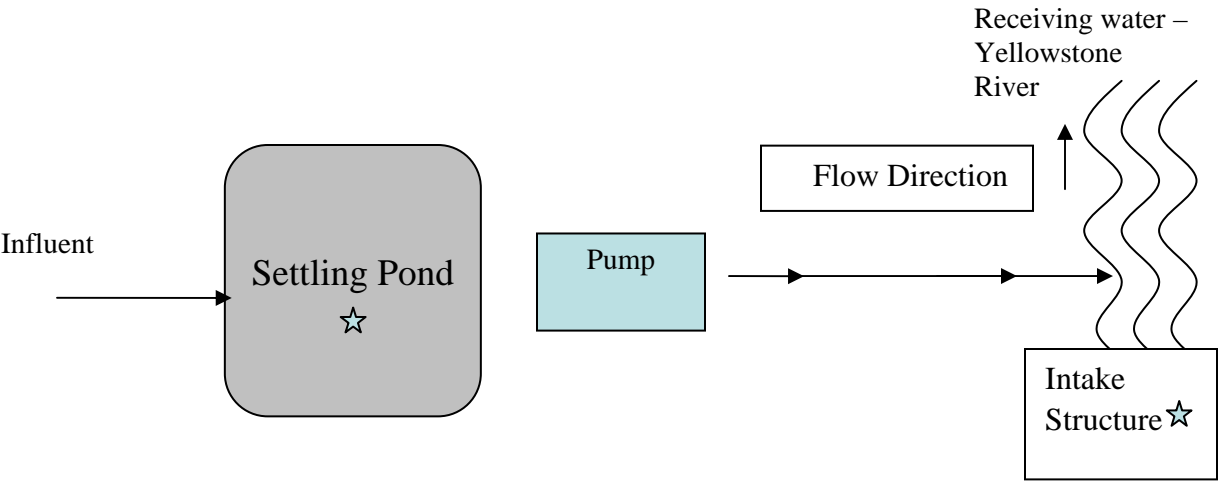 Receiving water –
Yellowstone
River
Flow Direction
Influent
Settling Pond
Pump
Intake
Structure